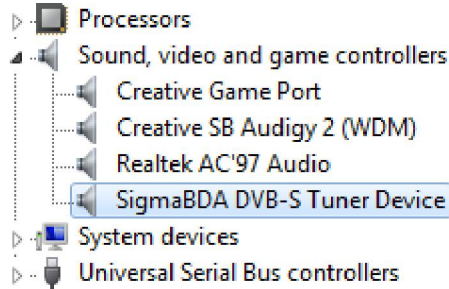 Processors
Sound, video and game controllers
Creative Game Port
Creative SB Audigy 2 (WDM)
Realtek AC'97 Audio
SigmaBDA DVB-S Tuner Device
System devices
Universal Serial Bus controllers